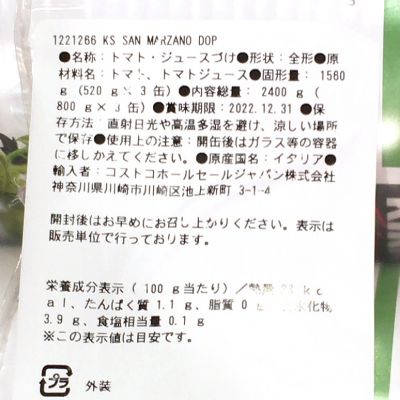 1221266 KS SAN MARZANO DOP
●名称：トマト・ジュースづけ●形状：全形●原
材料名：トマト、トマトジュース●固形量： 1560
g (520 g × 3 缶) ●内容総量： 2400 g (
800 g × 3 缶) ●賞味期限：2022.12.31 ●保
存方法：直射日光や高温多湿を避け、涼しい場所
で保存●使用上の注意：開缶後はガラス等の容器
に移しかえてください。●原産国名：イタリア●
輸入者：コストコホールセールジャパン株式会社
神奈川県川崎市川崎区池上新町 3-1-4
開封後はお早めにお召し上がりください。表示は
販売単位で行っております。
栄養成分表示 ( 100 g当たり) ／熱量 kc
al、たんぱく質 1.1 g、脂質 0 水化物
3.9 g、食塩相当量 0.1 g
※この表示値は目安です。
プラ 外装